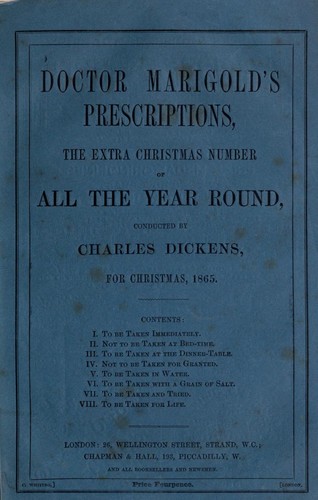 DOCTOR MARIGOLD'S
PRESCRIPTIONS,
THE EXTRA CHRISTMAS NUMBER
OF
ALL THE YEAR ROUND,
CONDUCTED BY
CHARLES DICKENS,
FOR CHRISTMAS, 1865.
CONTENTS:
I. To be Taken Immediately.
II. Not to be Taken at Bed-time.
III. To be Taken at the Dinner-Table.
IV. Not to be Taken for Granted.
V. To be Taken in Water.
VI. To be Taken with a Grain of Salt.
VII. To be Taken and Tried.
VIII. To be Taken for Life.
LONDON: 26, WELLINGTON STREET, STRAND, W.C.;
CHAPMAN & HALL, 193, PICCADILLY, W.
AND ALL BOOKSELLERS AND NEWSMEN.
Price Fourpence.